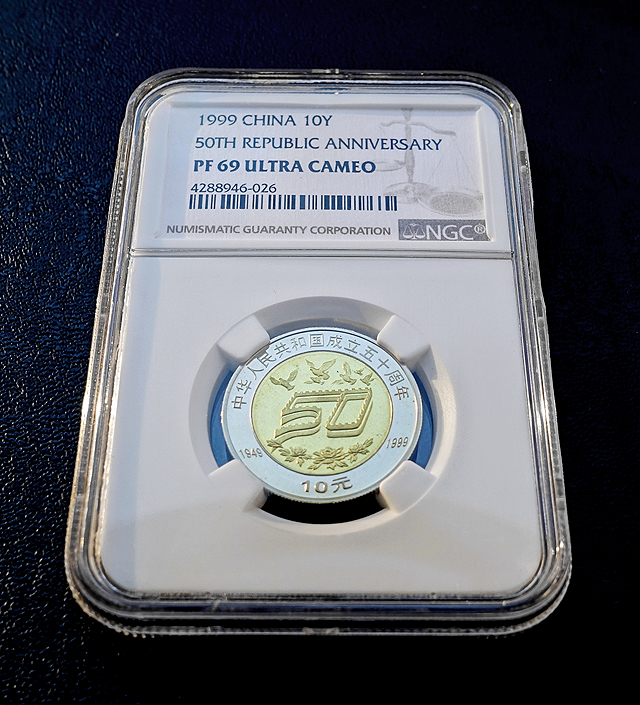 1999 CHINA 10Y
50TH REPUBLIC ANNIVERSARY
PF 69 ULTRA CAMEO
4288946-026
NUMISMATIC GUARANTY CORPORATION NGC®
中华人民共和国成立五十周年
50
1949 1999
10元